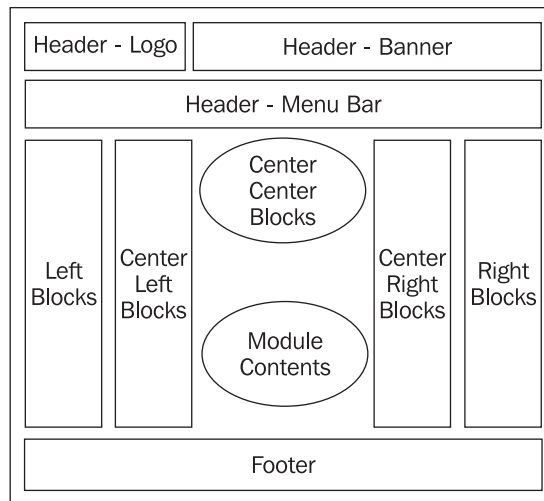 Header - Logo
Header - Banner
Header - Menu Bar
Left
Blocks
Center
Left
Blocks
Center
Center
Blocks
Module
Contents
Center
Right
Blocks
Right
Blocks
Footer